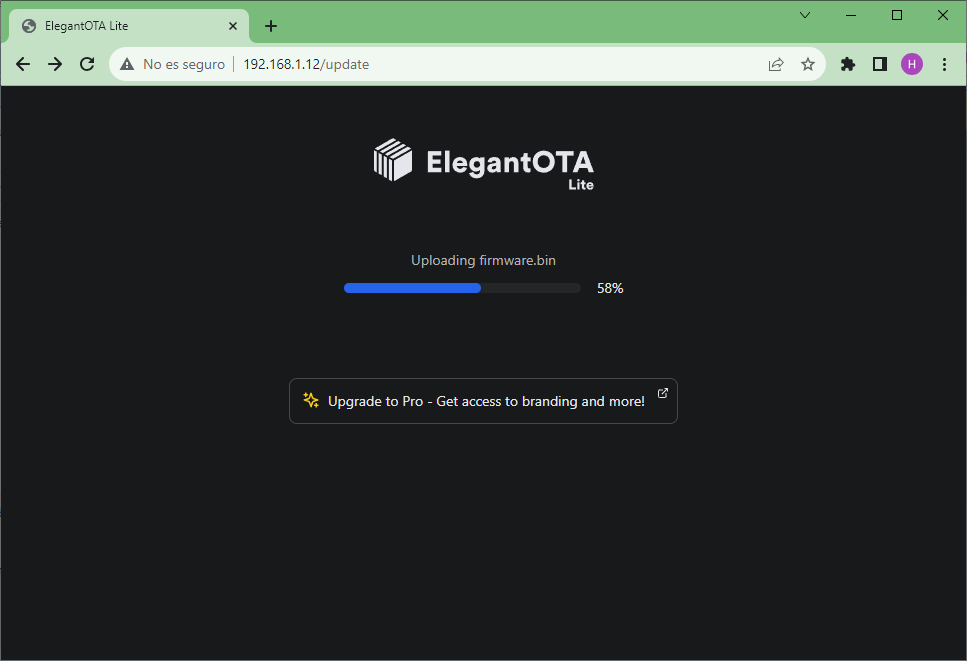 ElegantOTA Lite
No es seguro 192.168.1.12/update
H
ElegantOTA
Lite
Uploading firmware.bin
58%
Upgrade to Pro - Get access to branding and more!